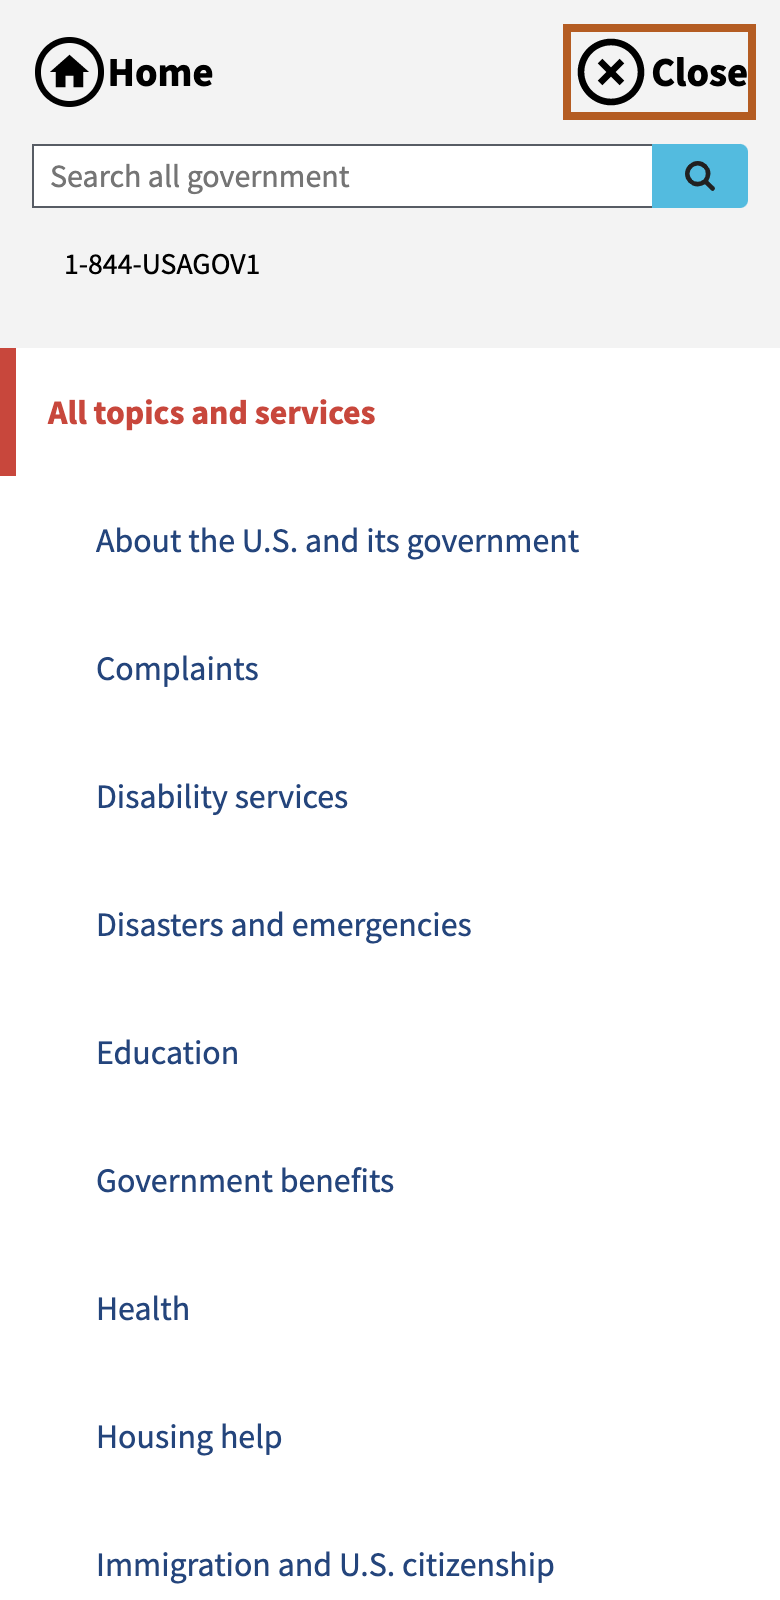 Home
Close
Search all government
1-844-USAGOV1
All topics and services
About the U.S. and its government
Complaints
Disability services
Disasters and emergencies
Education
Government benefits
Health
Housing help
Immigration and U.S. citizenship